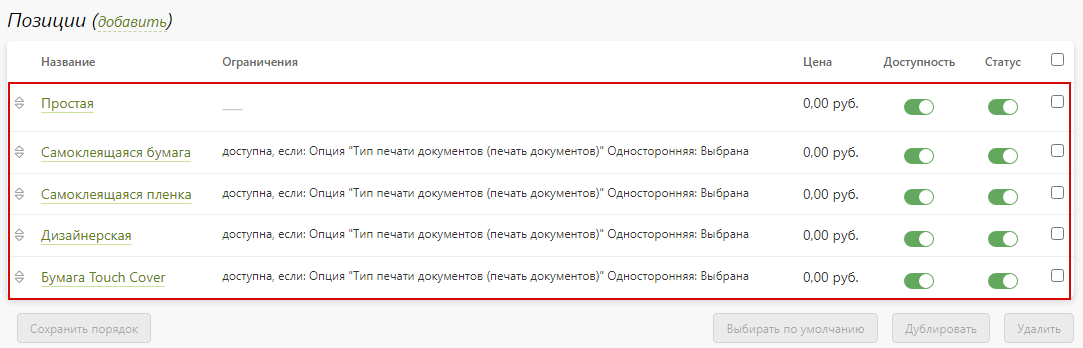 Позиции (добавить)
Название Ограничения Цена Доступность Статус
Простая ___ 0,00 руб.
Самоклеящаяся бумага доступна, если: Опция "Тип печати документов (печать документов)" Односторонняя: Выбрана 0,00 руб.
Самоклеящаяся пленка доступна, если: Опция "Тип печати документов (печать документов)" Односторонняя: Выбрана 0,00 руб.
Дизайнерская доступна, если: Опция "Тип печати документов (печать документов)" Односторонняя: Выбрана 0,00 руб.
Бумага Touch Cover доступна, если: Опция "Тип печати документов (печать документов)" Односторонняя: Выбрана 0,00 руб.
Сохранить порядок Выбирать по умолчанию Дублировать Удалить